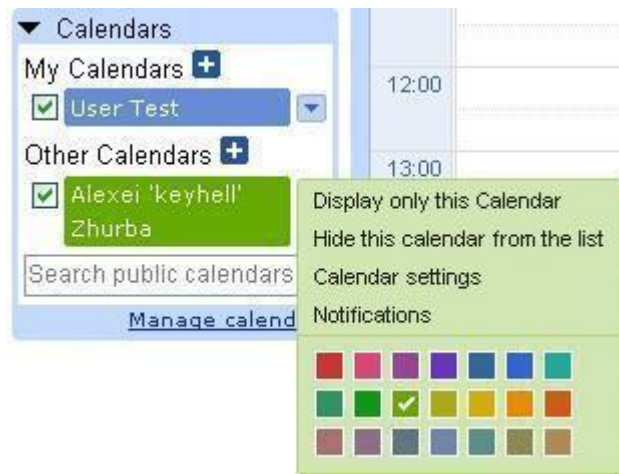 Calendars
My Calendars
User Test
Other Calendars
Alexei 'keyhell'
Zhurba
Search public calendars
Manage calend
12:00
13:00
Display only this Calendar
Hide this calendar from the list
Calendar settings
Notifications